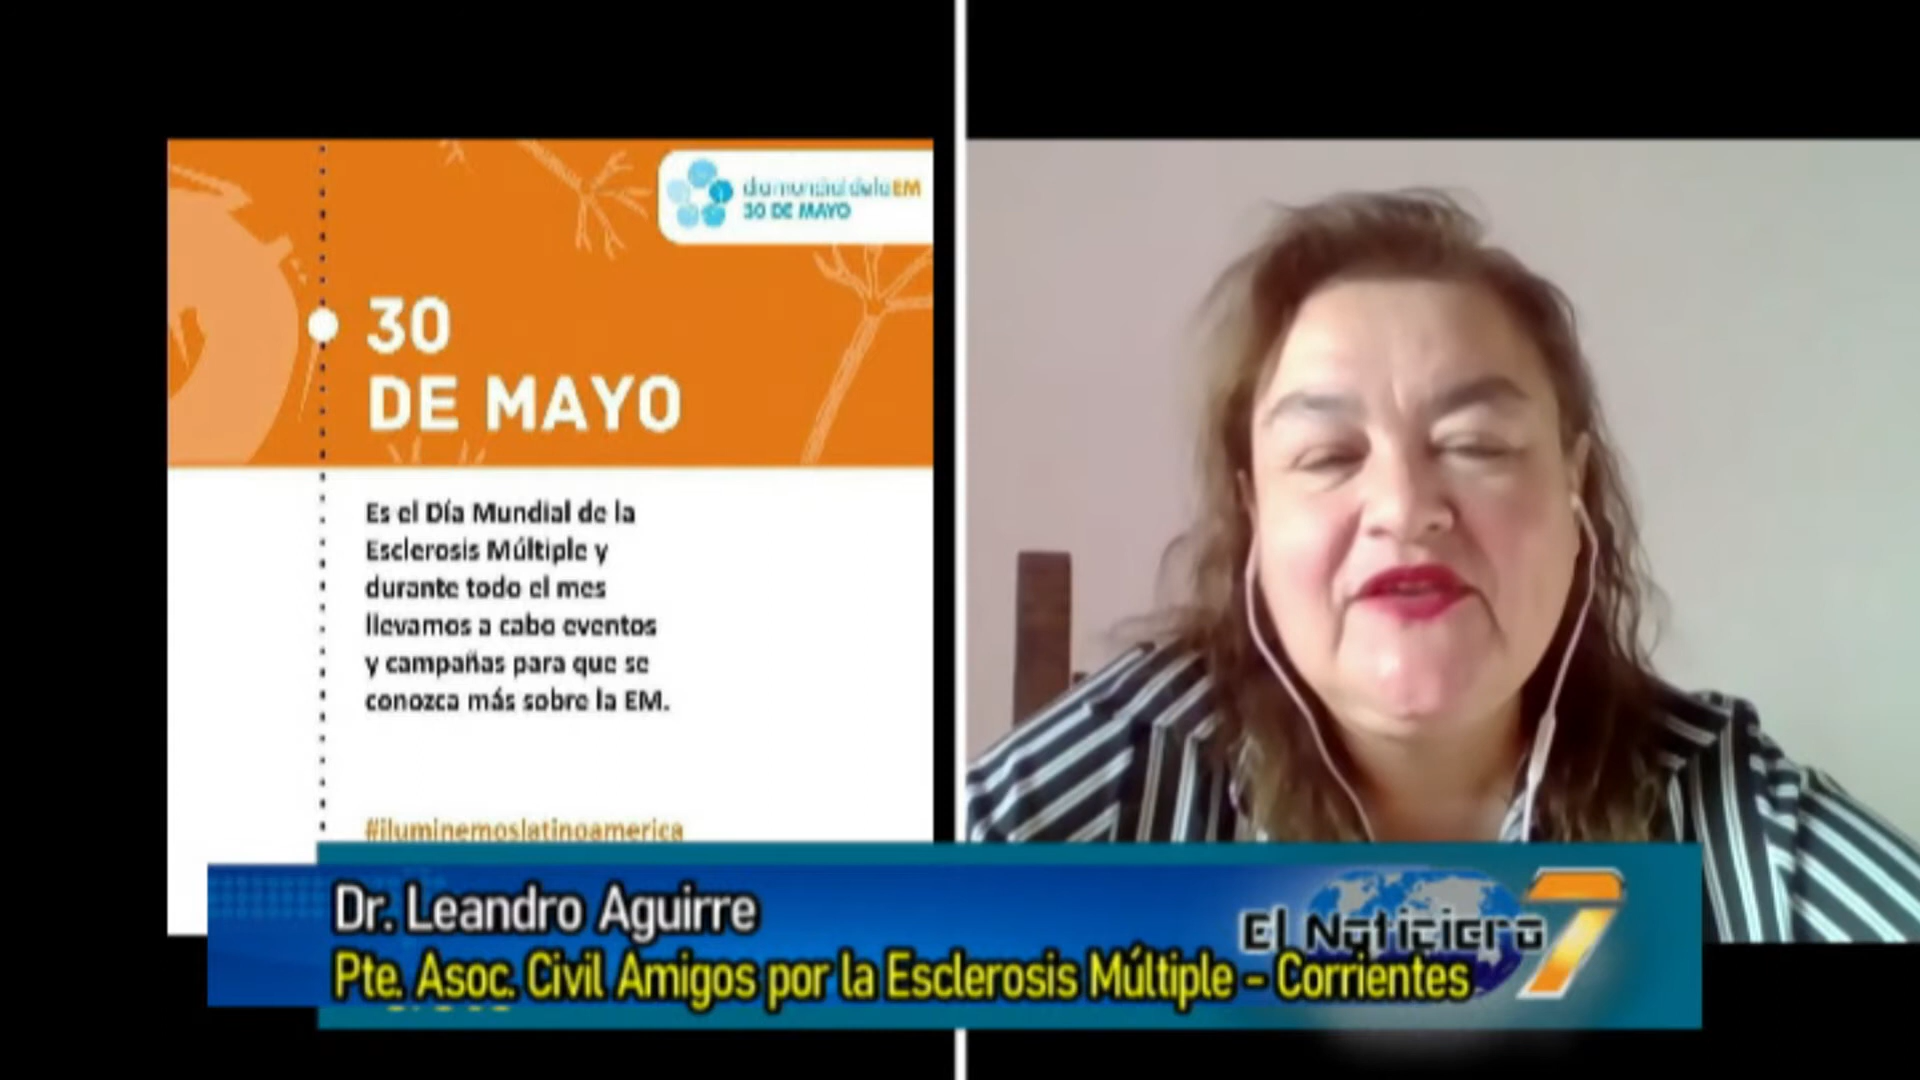 díamundialdelaEM
30 DE MAYO
30
DE MAYO
Es el Día Mundial de la
Esclerosis Múltiple y
durante todo el mes
llevamos a cabo eventos
y campañas para que se
conozca más sobre la EM.
#iluminemoslatinoamerica
Dr. Leandro Aguirre
Pte. Asoc. Civil Amigos por la Esclerosis Múltiple - Corrientes
El Noticiero 7